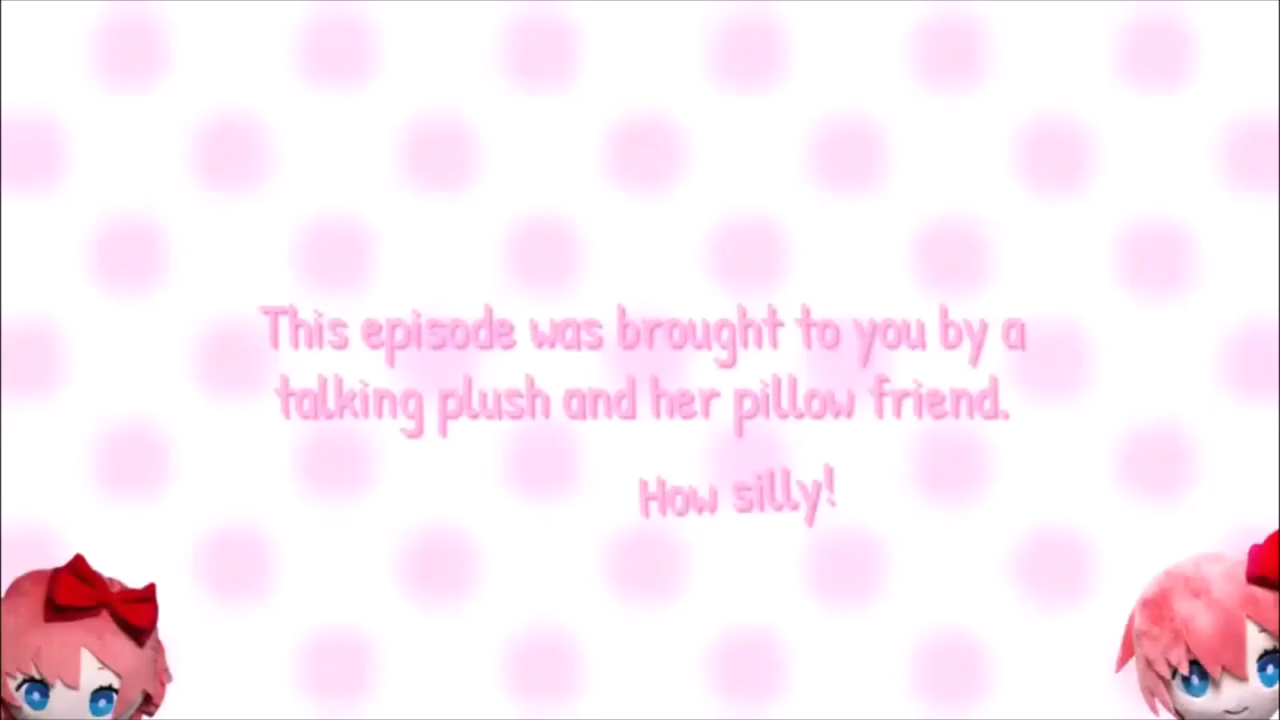 This episode was brought to you by a
talking plush and her pillow friend.
How silly!